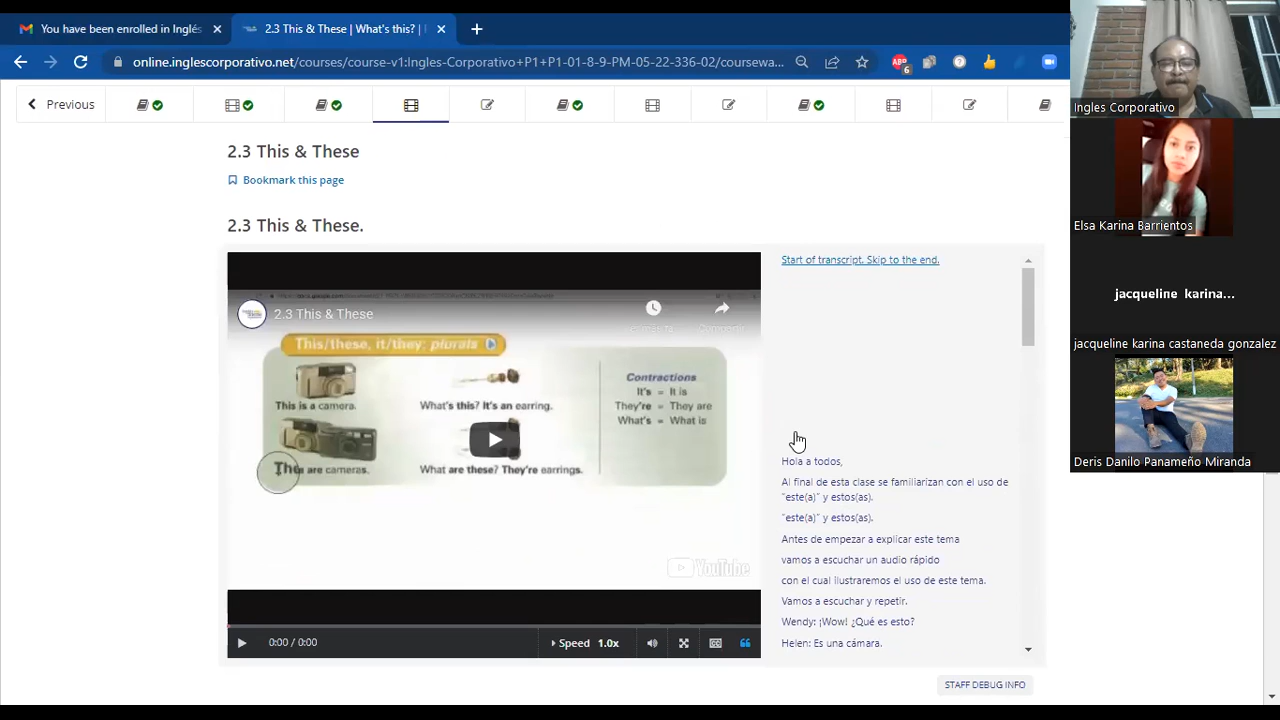 You have been enrolled in Inglés
2.3 This & These | What's this? |
online.inglescorporativo.net/courses/course-v1:Ingles-Corporativo+P1+P1-01-8-9-PM-05-22-336-02/coursewa...
ABP
6
Previous
2.3 This & These
Bookmark this page
2.3 This & These.
2.3 This & These
This/these, it/they; plurals
This is a camera.
What's this? It's an earring.
are cameras.
What are these? They're earrings.
Contractions
It's = It is
They're = They are
What's = What is
YouTube
0:00 / 0:00
Speed 1.0x
Start of transcript. Skip to the end.
Hola a todos,
Al final de esta clase se familiarizan con el uso de
“este(a)” y estos(as).
“este(a)” y estos(as).
Antes de empezar a explicar este tema
vamos a escuchar un audio rápido
con el cual ilustraremos el uso de este tema.
Vamos a escuchar y repetir.
Wendy: ¡Wow! ¿Qué es esto?
Helen: Es una cámara.
STAFF DEBUG INFO
Ingles Corporativo
Elsa Karina Barrientos
jacqueline karina...
jacqueline karina castaneda gonzalez
Deris Danilo Panameño Miranda